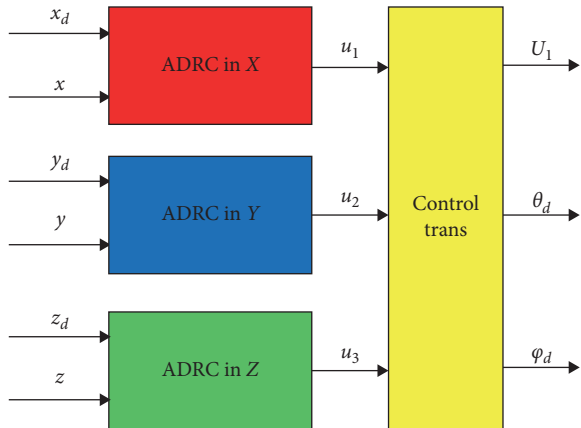 x_d
ADRC in X
u_1
U_1
x
y_d
ADRC in Y
u_2
Control
trans
θ_d
y
z_d
ADRC in Z
u_3
φ_d
z